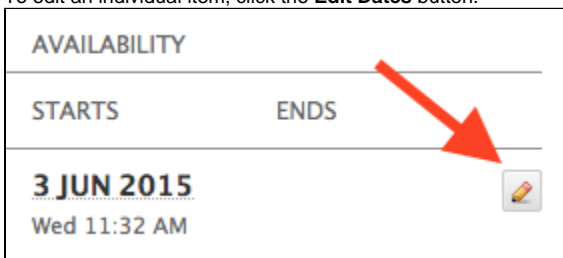 To edit an individual item, click the Edit Dates button.
AVAILABILITY
STARTS ENDS
3 JUN 2015
Wed 11:32 AM